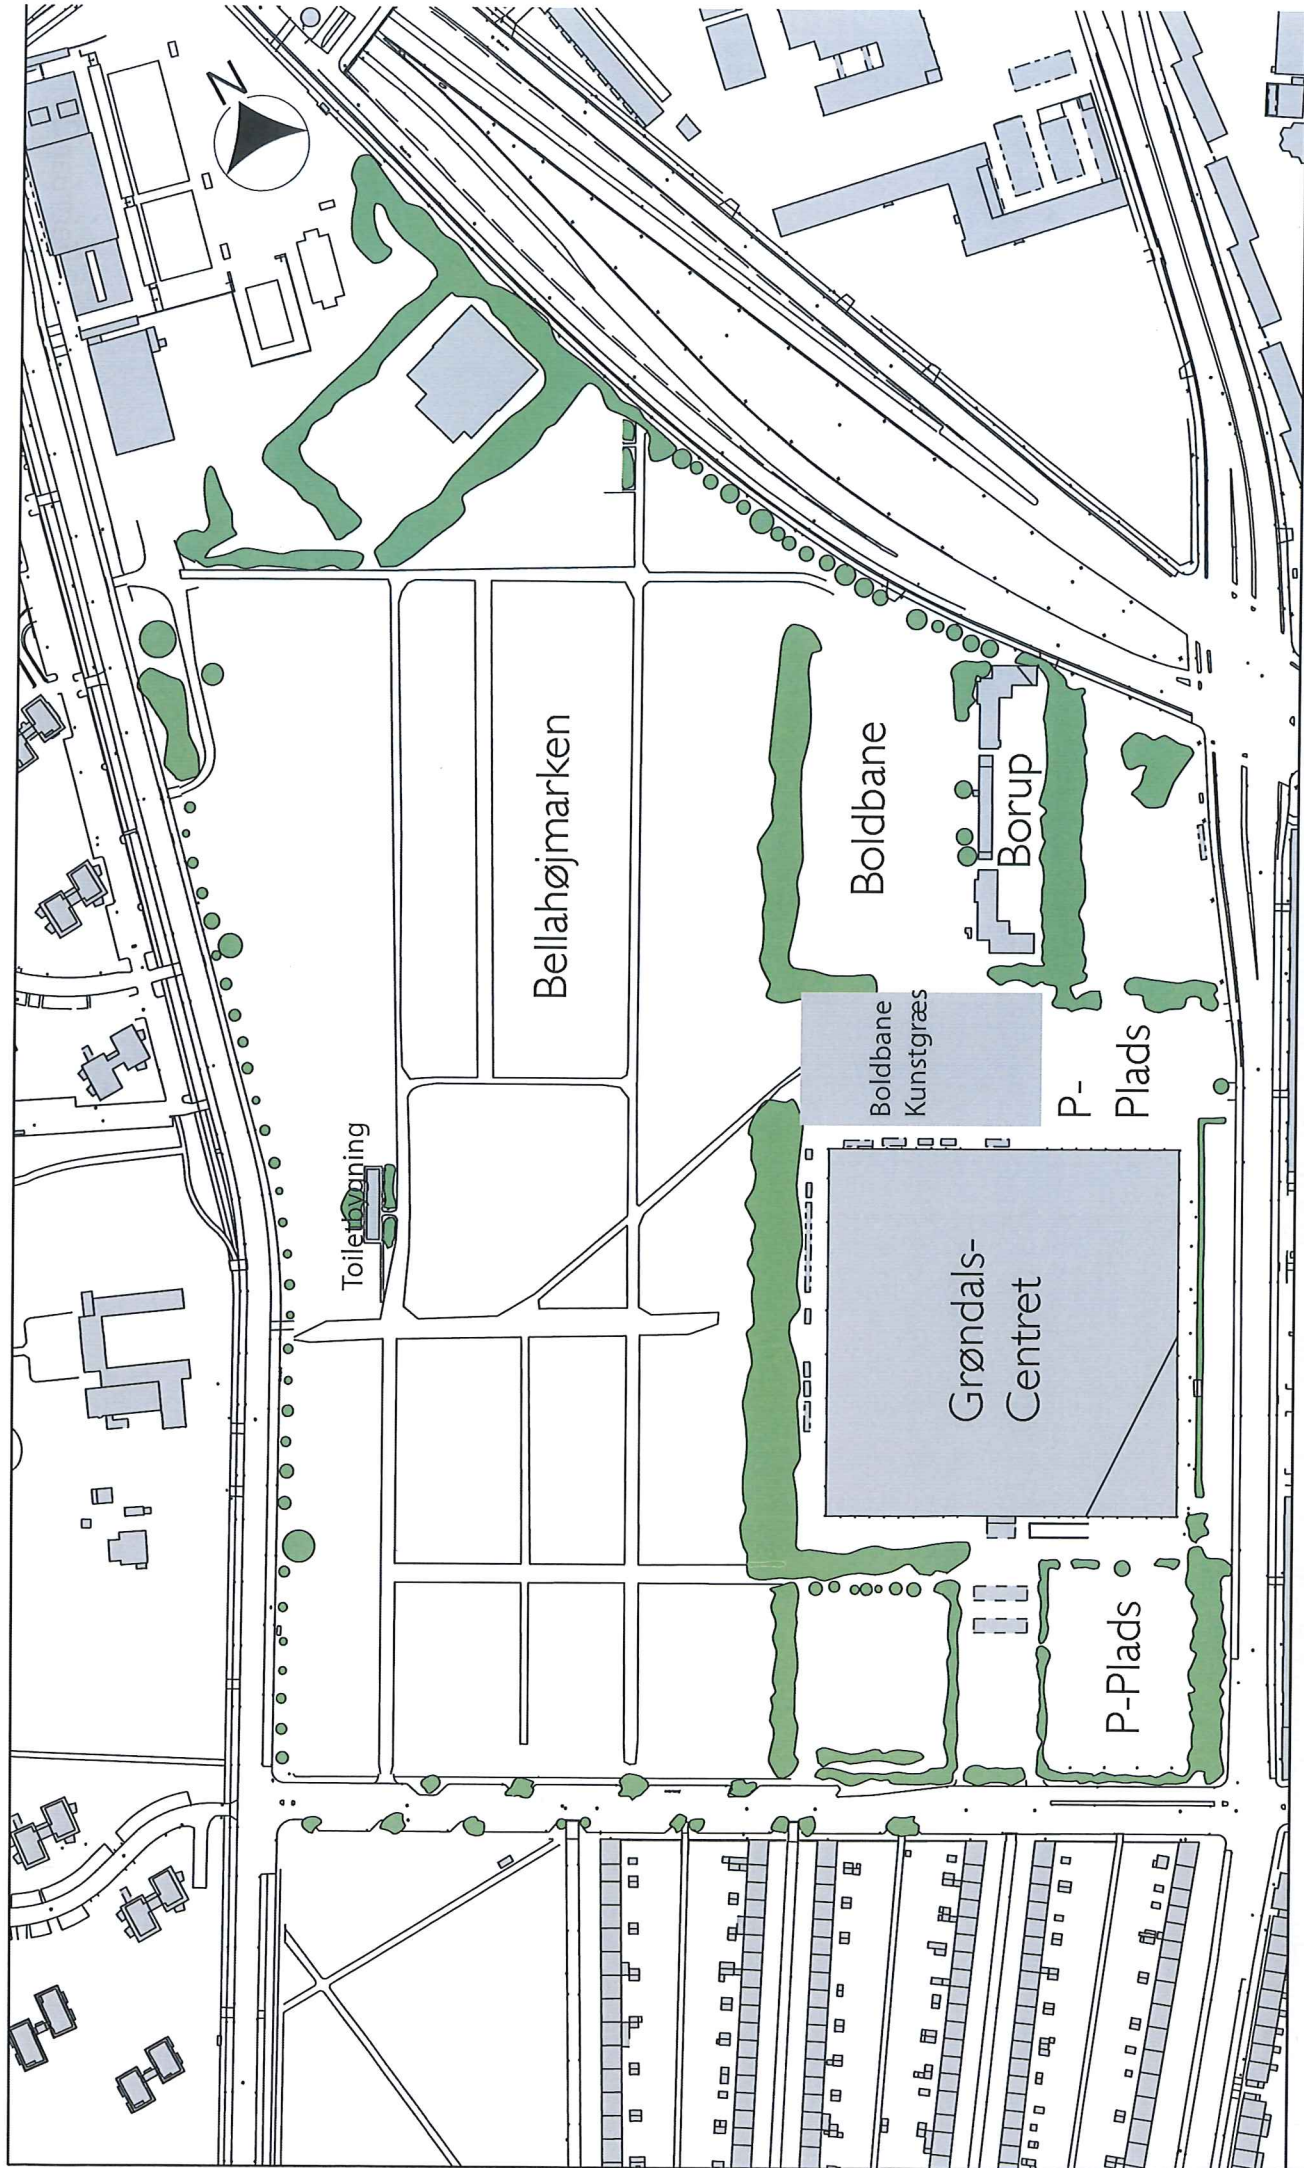 N
Toiletbygning
Bellahøjmarken
Boldbane
Borup
Boldbane
Kunstgræs
P-
Plads
Grøndals-
Centret
P-Plads